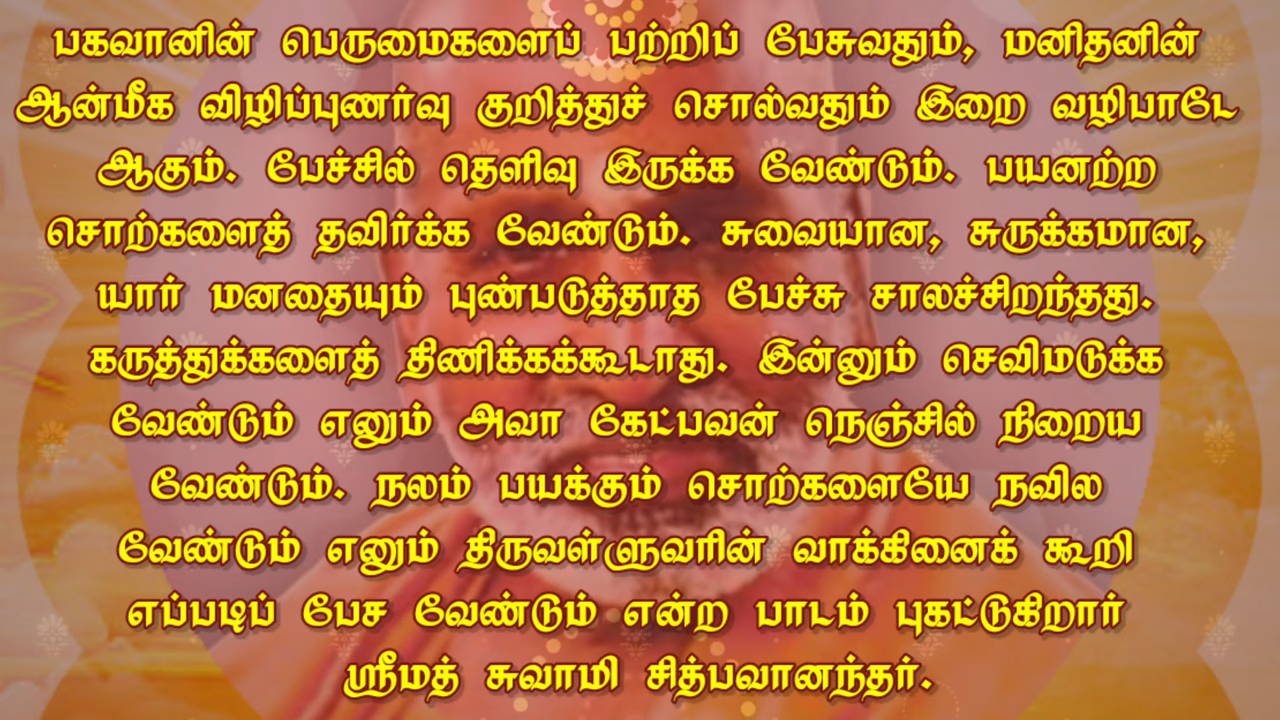 பகவானின் பெருமைகளைப் பற்றிப் பேசுவதும், மனிதனின்
ஆன்மீக விழிப்புணர்வு குறித்துச் சொல்வதும் இறை வழிபாடே
ஆகும். பேச்சில் தெளிவு இருக்க வேண்டும். பயனற்ற
சொற்களைத் தவிர்க்க வேண்டும். சுவையான, சுருக்கமான,
யார் மனதையும் புண்படுத்தாத பேச்சு சாலச்சிறந்தது.
கருத்துக்களைத் திணிக்கக்கூடாது. இன்னும் செவிமடுக்க
வேண்டும் எனும் அவா கேட்பவன் நெஞ்சில் நிறைய
வேண்டும். நலம் பயக்கும் சொற்களையே நவில
வேண்டும் எனும் திருவள்ளுவரின் வாக்கினைக் கூறி
எப்படிப் பேச வேண்டும் என்ற பாடம் புகட்டுகிறார்
ஸ்ரீமத் சுவாமி சித்பவானந்தர்.